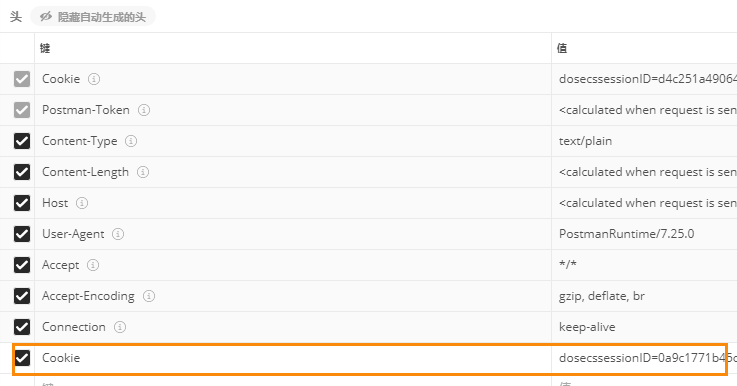 头 隐藏自动生成的头
键 值
Cookie dosecssessionID=d4c251a49064
Postman-Token <calculated when request is sen
Content-Type text/plain
Content-Length <calculated when request is sen
Host <calculated when request is sen
User-Agent PostmanRuntime/7.25.0
Accept */*
Accept-Encoding gzip, deflate, br
Connection keep-alive
Cookie dosecssessionID=0a9c1771b45c
键 值